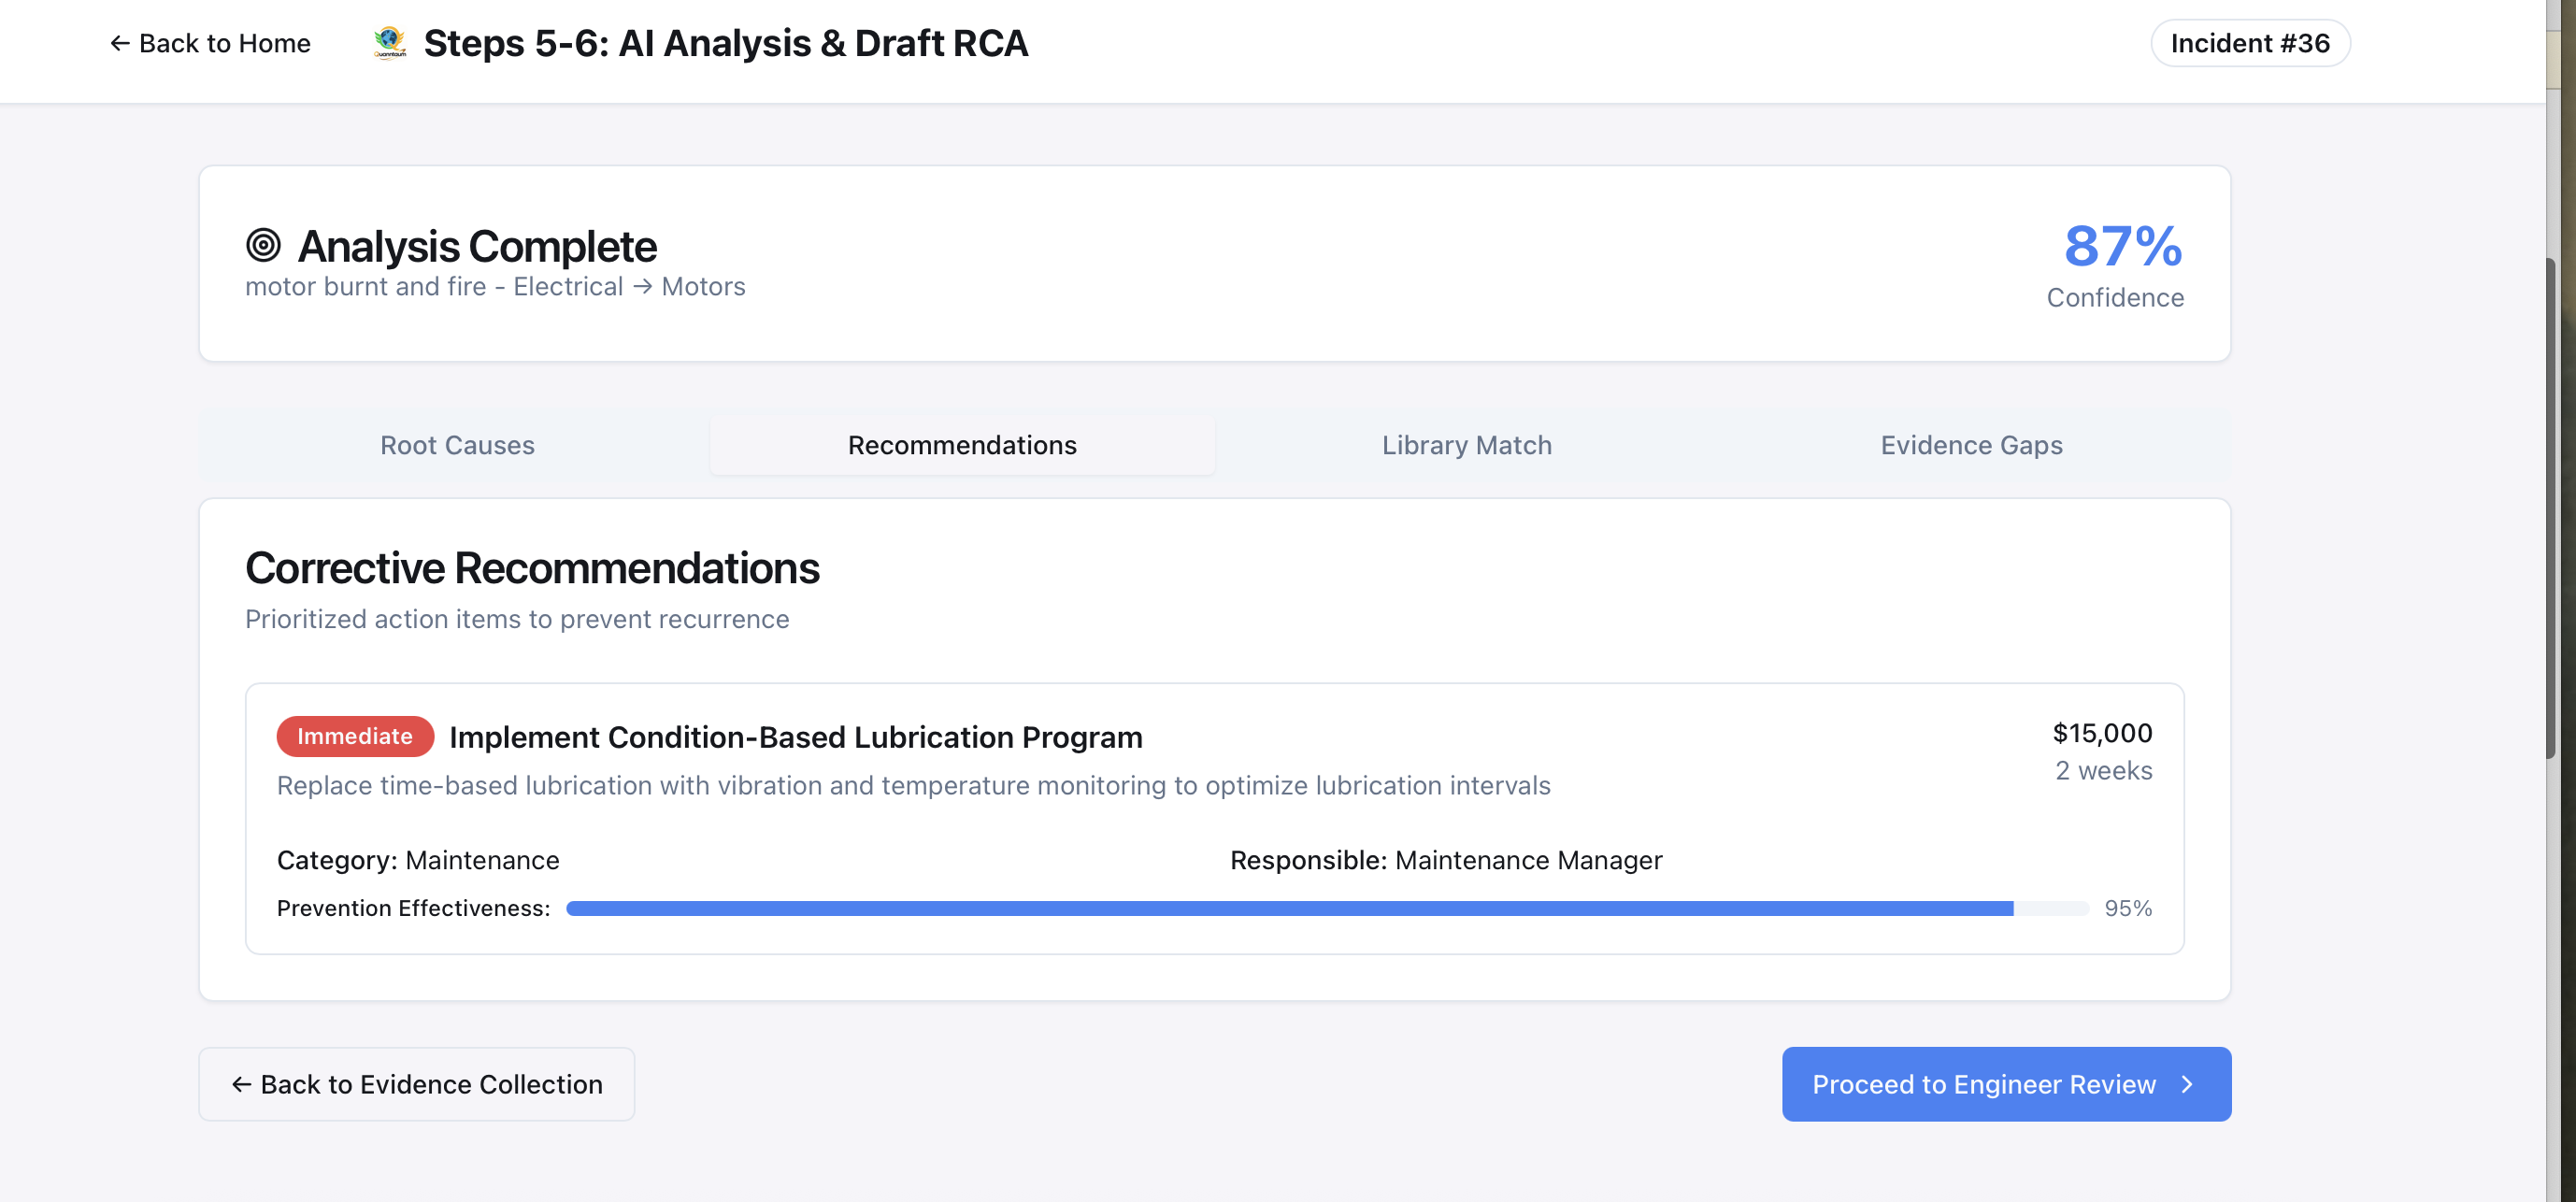 ← Back to Home
Quanntaum
Steps 5-6: AI Analysis & Draft RCA
Incident #36
Analysis Complete
motor burnt and fire - Electrical → Motors
87%
Confidence
Root Causes
Recommendations
Library Match
Evidence Gaps
Corrective Recommendations
Prioritized action items to prevent recurrence
Immediate
Implement Condition-Based Lubrication Program
$15,000
Replace time-based lubrication with vibration and temperature monitoring to optimize lubrication intervals
2 weeks
Category: Maintenance
Responsible: Maintenance Manager
Prevention Effectiveness:
95%
← Back to Evidence Collection
Proceed to Engineer Review >